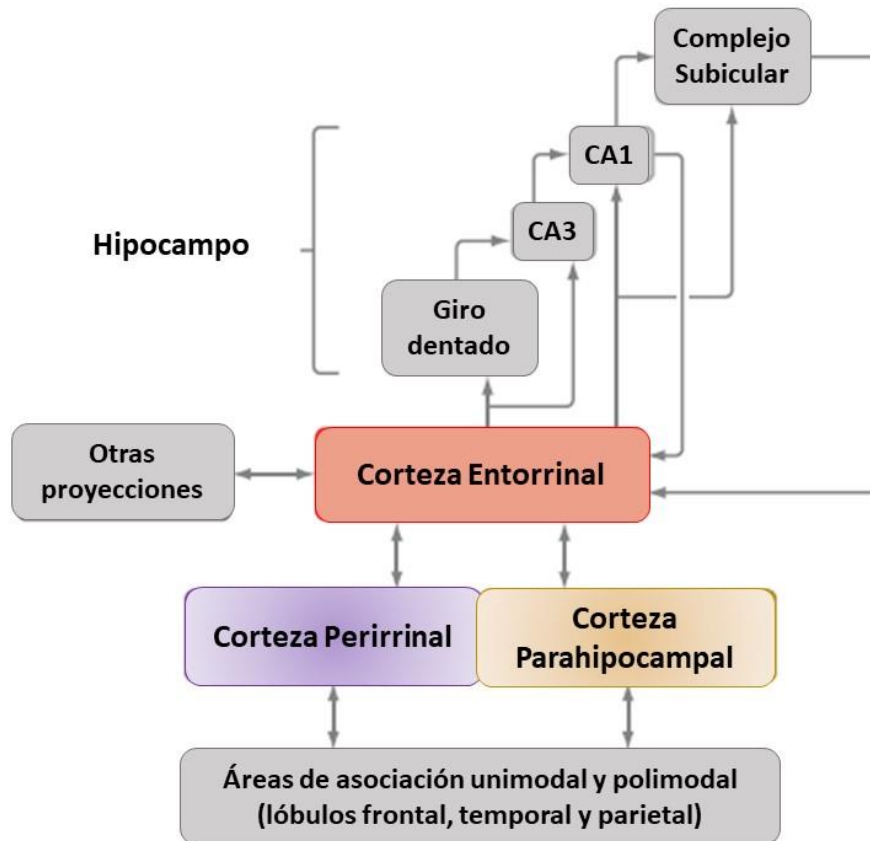 Complejo
Subicular
CA1
CA3
Hipocampo
Giro
dentado
Otras
proyecciones
Corteza Entorrinal
Corteza Perirrinal
Corteza
Parahipocampal
Áreas de asociación unimodal y polimodal
(lóbulos frontal, temporal y parietal)